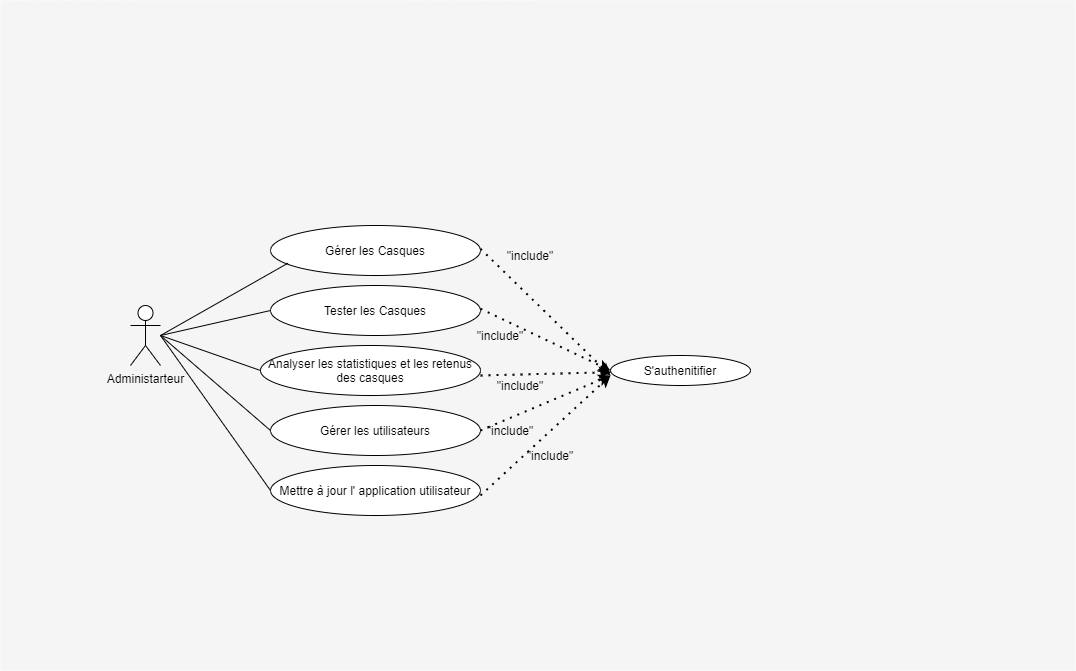 Gérer les Casques
"include"
Tester les Casques
"include"
Administarteur
Analyser les statistiques et les retenus
des casques
"include"
S'authenitifier
Gérer les utilisateurs
"include"
"include"
Mettre à jour l' application utilisateur